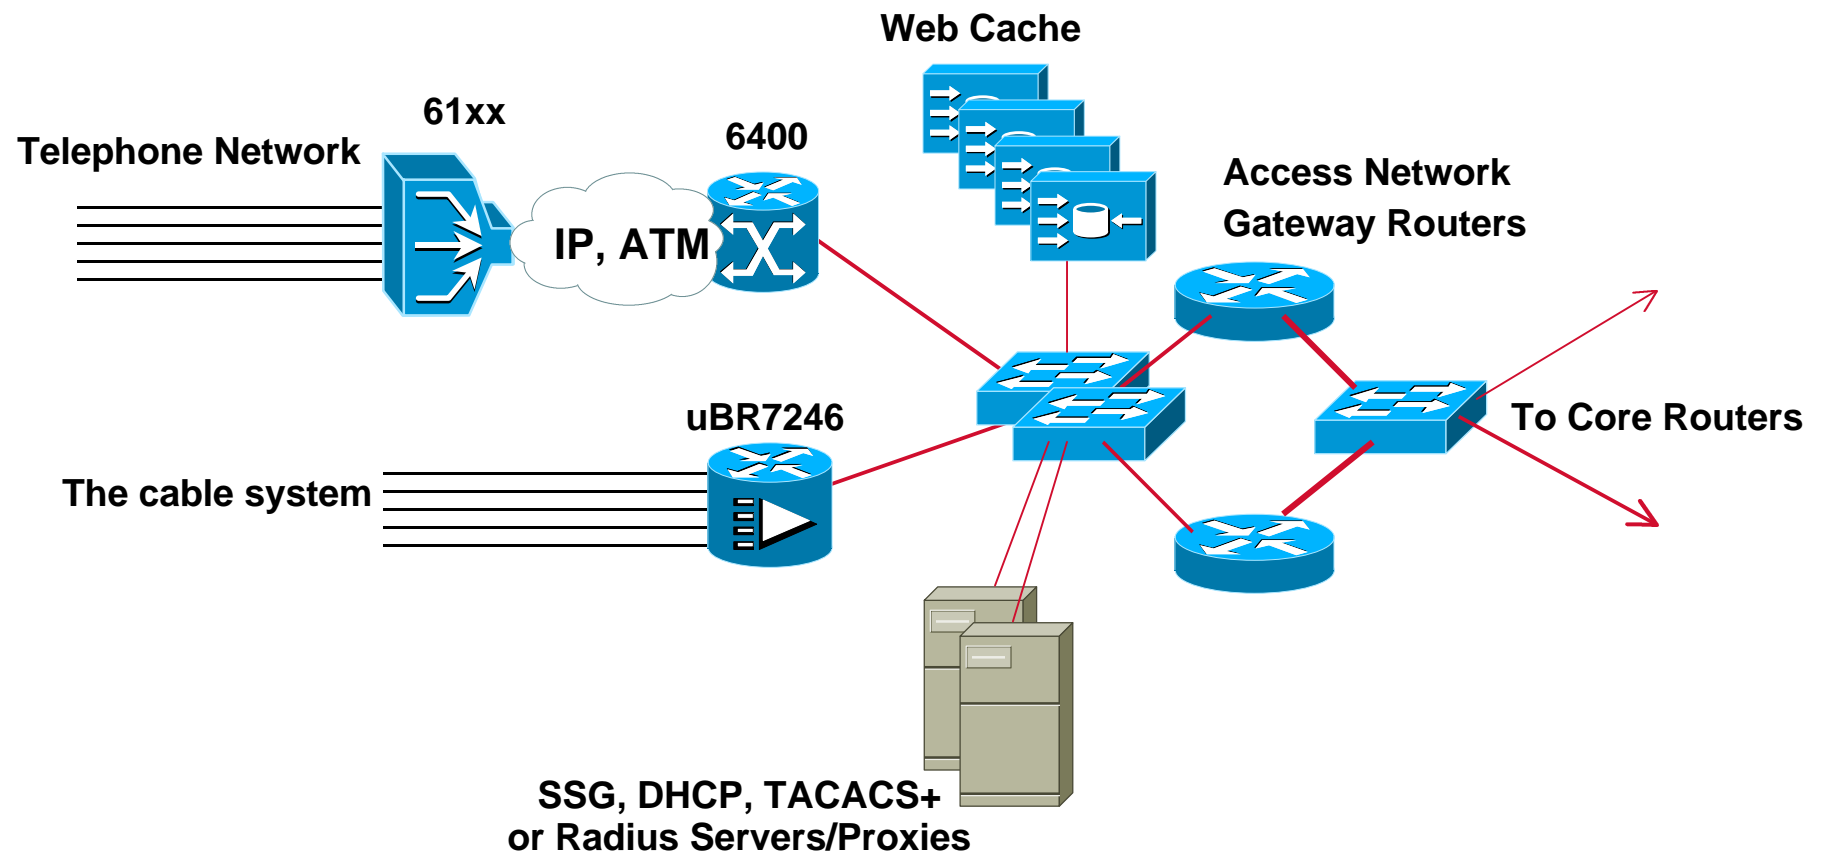 Web Cache
61xx
6400
Telephone Network
Access Network
Gateway Routers
IP, ATM
uBR7246
To Core Routers
The cable system
SSG, DHCP, TACACS+
or Radius Servers/Proxies